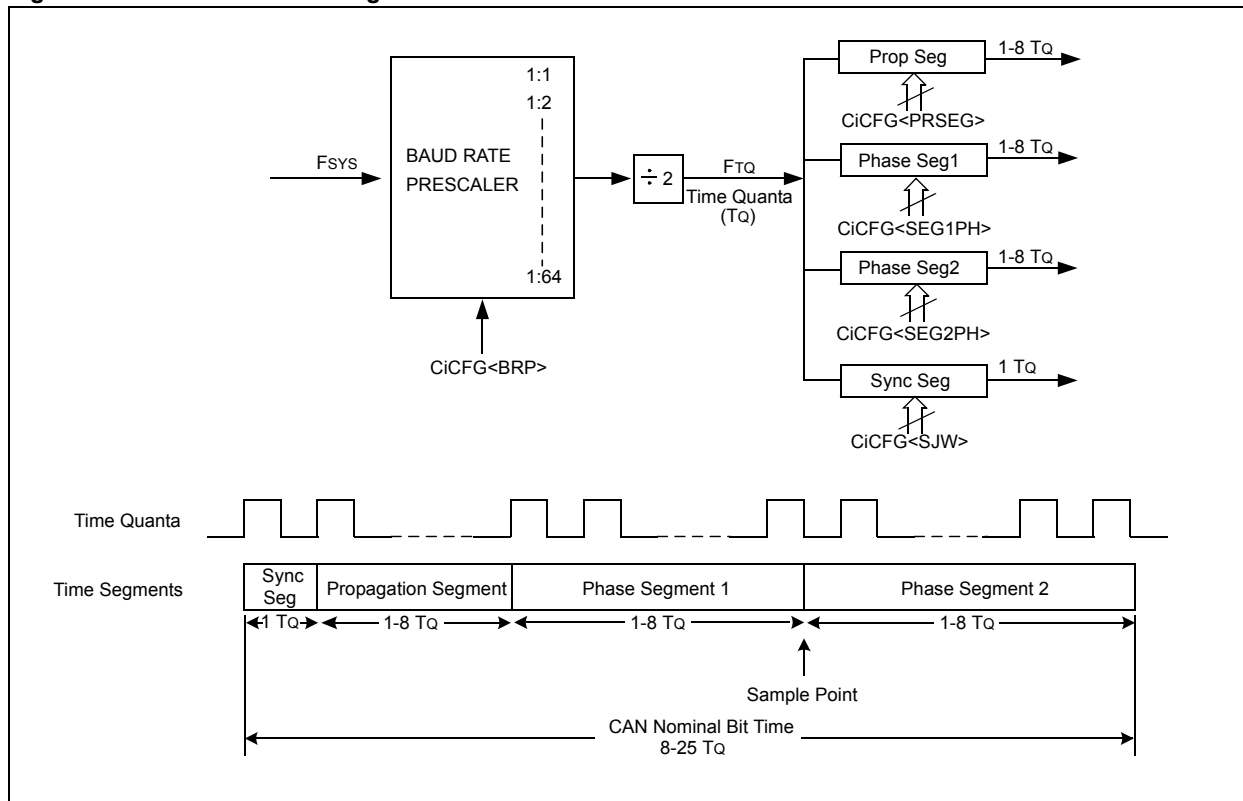 1:1
1:2
1:64
FSYS
BAUD RATE
PRESCALER
CiCFG<BRP>
÷ 2
FTQ
Time Quanta
(TQ)
Prop Seg
1-8 TQ
CiCFG<PRSEG>
Phase Seg1
1-8 TQ
CiCFG<SEG1PH>
Phase Seg2
1-8 TQ
CiCFG<SEG2PH>
Sync Seg
1 TQ
CiCFG<SJW>
Time Quanta
Time Segments
Sync
Seg
Propagation Segment
Phase Segment 1
Phase Segment 2
1 TQ
1-8 TQ
1-8 TQ
1-8 TQ
Sample Point
CAN Nominal Bit Time
8-25 TQ